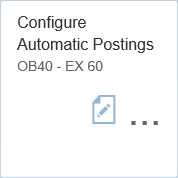 Configure
Automatic Postings
OB40 - EX 60
...